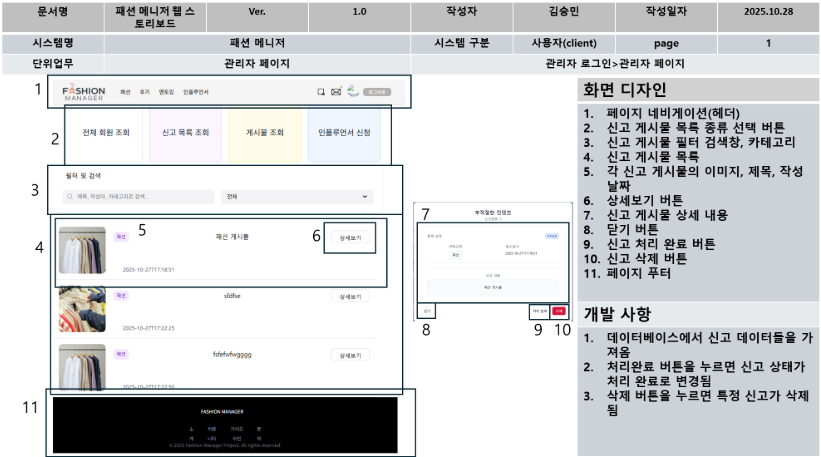 문서명 패션 메니저 웹 스토리보드 Ver. 1.0 작성자 김승민 작성일자 2025.10.28
시스템명 패션 메니저 시스템 구분 사용자(client) page 1
단위업무 관리자 페이지 관리자 로그인>관리자 페이지
1
FASHION
MANAGER
패션 후기 멘토링 인플루언서
로그아웃
2
전체 회원 조회 신고 목록 조회 게시물 조회 인플루언서 신청
3
필터 및 검색
제목, 작성자, 카테고리로 검색...
전체
4
5
6
패션
패션 게시물
상세보기
2025-10-27T17:18:51
sfdfse
상세보기
2025-10-27T17:22:25
패션
fsfefwfwgggg
상세보기
2025-10-27T17:22:50
11
FASHION MANAGER
© 2025 Fashion Manager Project. All rights reserved.
7
부적절한 컨텐츠
카테고리
패션
2025-10-27T17:18:51
신고 내용
패션 게시물
닫기
처리 완료
삭제
8
9
10
화면 디자인
1. 페이지 네비게이션(헤더)
2. 신고 게시물 목록 종류 선택 버튼
3. 신고 게시물 필터 검색창, 카테고리
4. 신고 게시물 목록
5. 각 신고 게시물의 이미지, 제목, 작성
날짜
6. 상세보기 버튼
7. 신고 게시물 상세 내용
8. 닫기 버튼
9. 신고 처리 완료 버튼
10. 신고 삭제 버튼
11. 페이지 푸터
개발 사항
1. 데이터베이스에서 신고 데이터들을 가
져옴
2. 처리완료 버튼을 누르면 신고 상태가
처리 완료로 변경됨
3. 삭제 버튼을 누르면 특정 신고가 삭제
됨